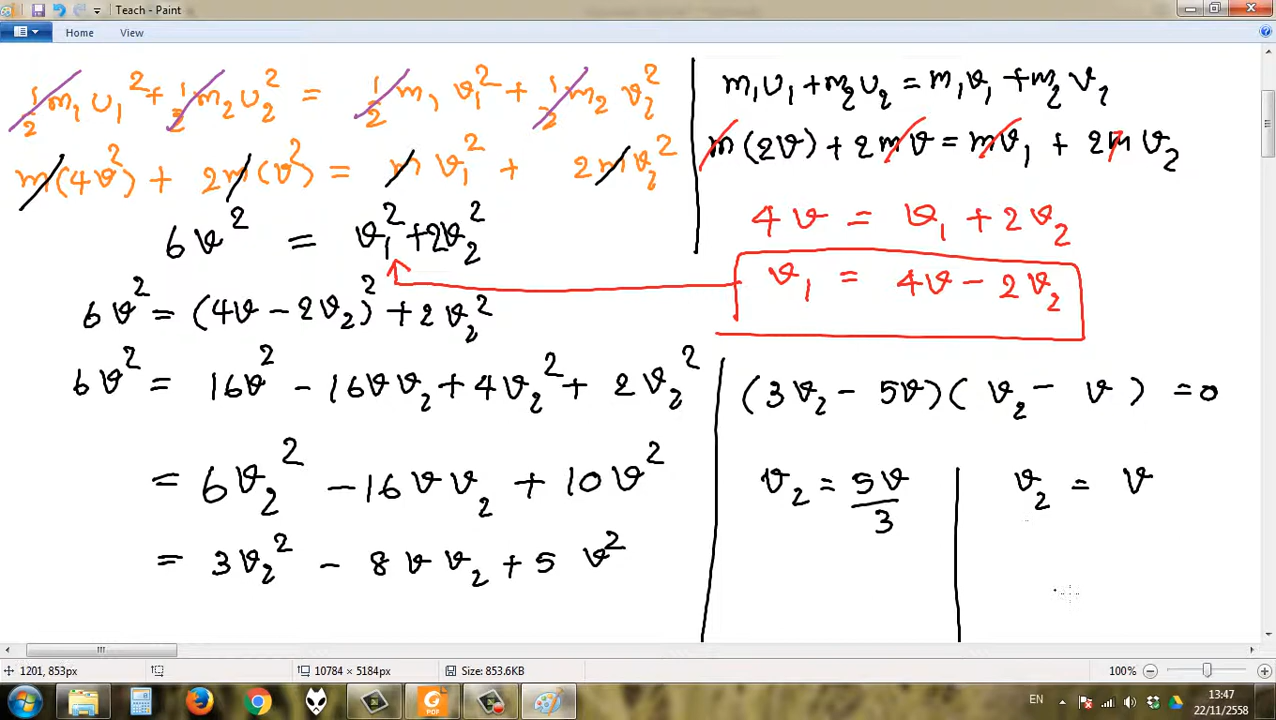 Teach - Paint
Home View
½m₁u₁² + ½m₂u₂² = ½m₁v₁² + ½m₂v₂²
m(4v²) + 2m(v²) = mv₁² + 2mv₂²
6v² = v₁² + 2v₂²
6v² = (4v - 2v₂)² + 2v₂²
6v² = 16v² - 16vv₂ + 4v₂² + 2v₂²
= 6v₂² - 16vv₂ + 10v²
= 3v₂² - 8vv₂ + 5v²
m₁u₁ + m₂u₂ = m₁v₁ + m₂v₂
m(2v) + 2mv = mv₁ + 2mv₂
4v = v₁ + 2v₂
v₁ = 4v - 2v₂
(3v₂ - 5v)(v₂ - v) = 0
v₂ = 5v/3
v₂ = v
1201, 853px 10784 × 5184px Size: 853.6KB 100%
PDF EN 13:47
22/11/2558